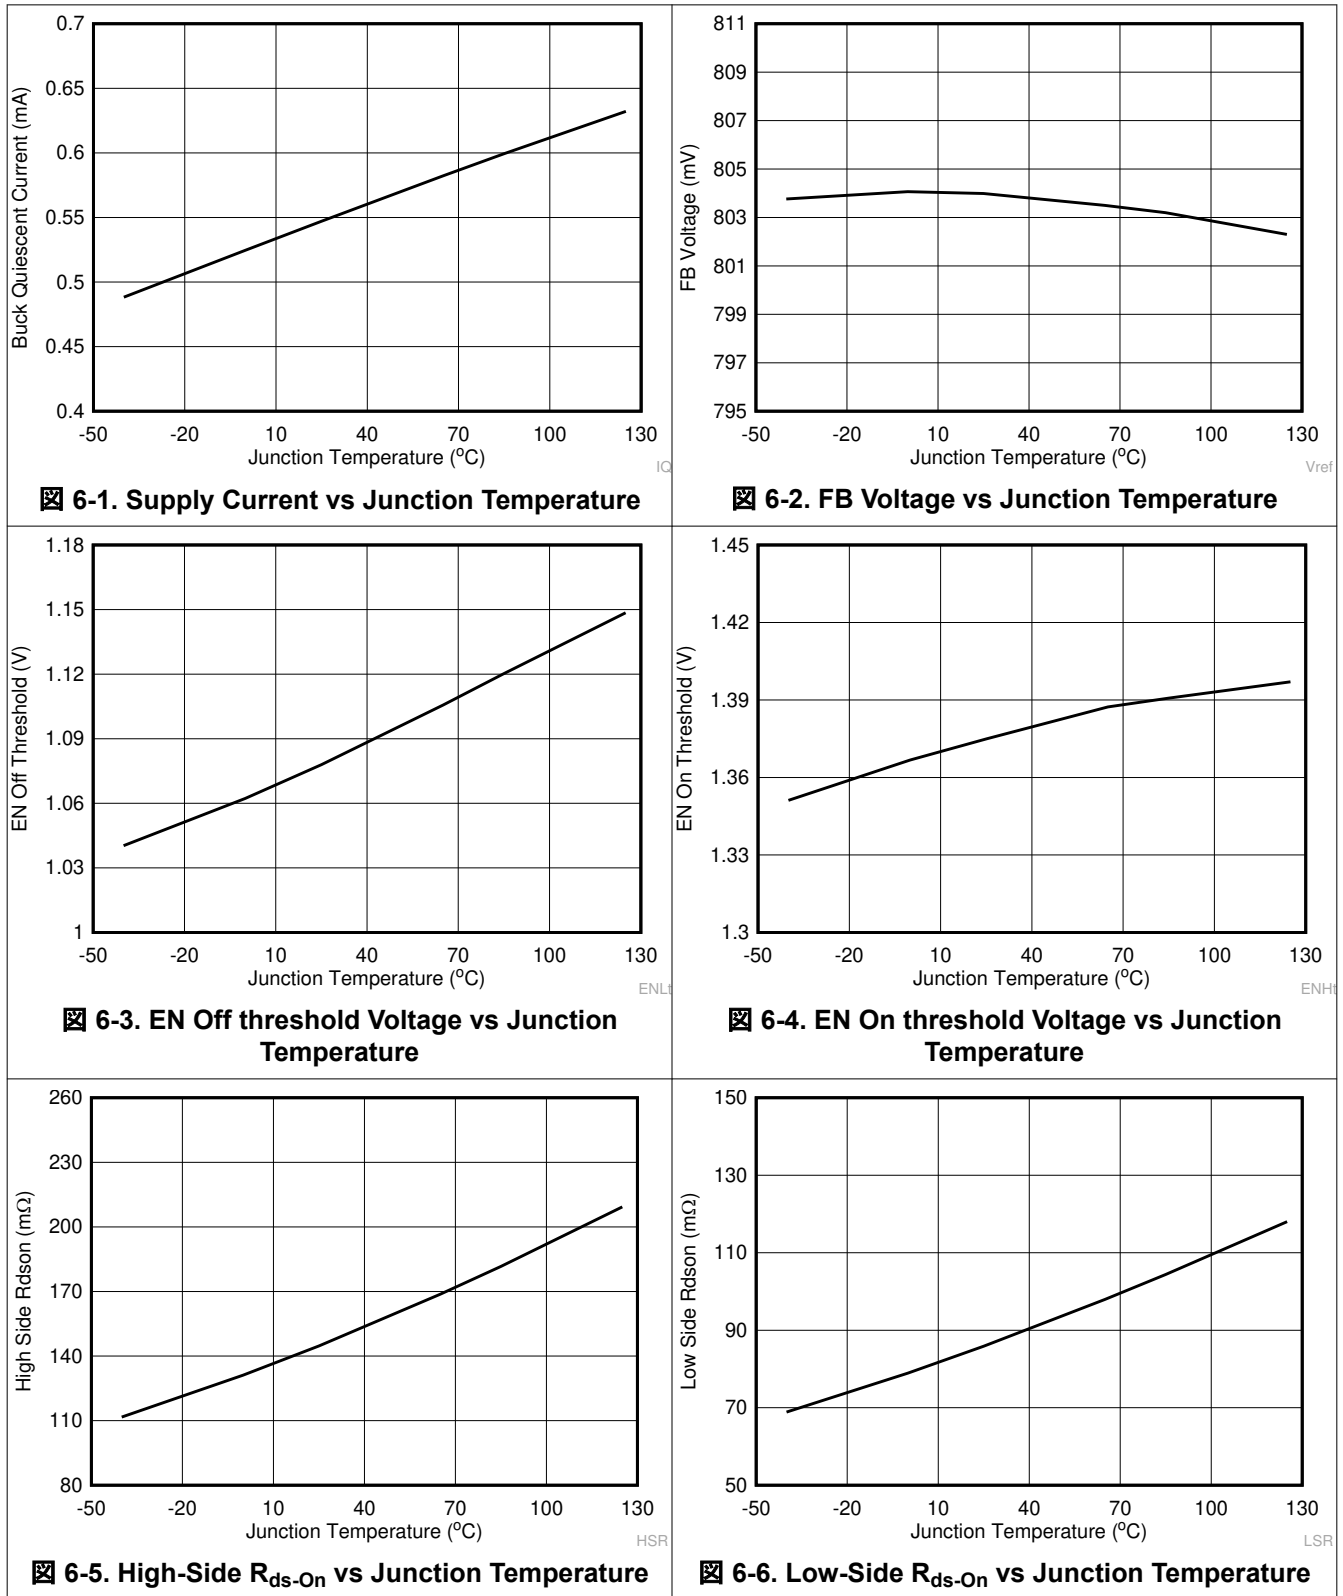 0.7
0.65
0.6
0.55
0.5
0.45
0.4
Buck Quiescent Current (mA)
-50 -20 10 40 70 100 130
Junction Temperature (°C)
IQ
図 6-1. Supply Current vs Junction Temperature
811
809
807
805
803
801
799
797
795
FB Voltage (mV)
-50 -20 10 40 70 100 130
Junction Temperature (°C)
Vref
図 6-2. FB Voltage vs Junction Temperature
1.18
1.15
1.12
1.09
1.06
1.03
1
EN Off Threshold (V)
-50 -20 10 40 70 100 130
Junction Temperature (°C)
ENLt
図 6-3. EN Off threshold Voltage vs Junction
Temperature
1.45
1.42
1.39
1.36
1.33
1.3
EN On Threshold (V)
-50 -20 10 40 70 100 130
Junction Temperature (°C)
ENHt
図 6-4. EN On threshold Voltage vs Junction
Temperature
260
230
200
170
140
110
80
High Side Rdson (mΩ)
-50 -20 10 40 70 100 130
Junction Temperature (°C)
HSR
図 6-5. High-Side Rds-On vs Junction Temperature
150
130
110
90
70
50
Low Side Rdson (mΩ)
-50 -20 10 40 70 100 130
Junction Temperature (°C)
LSR
図 6-6. Low-Side Rds-On vs Junction Temperature